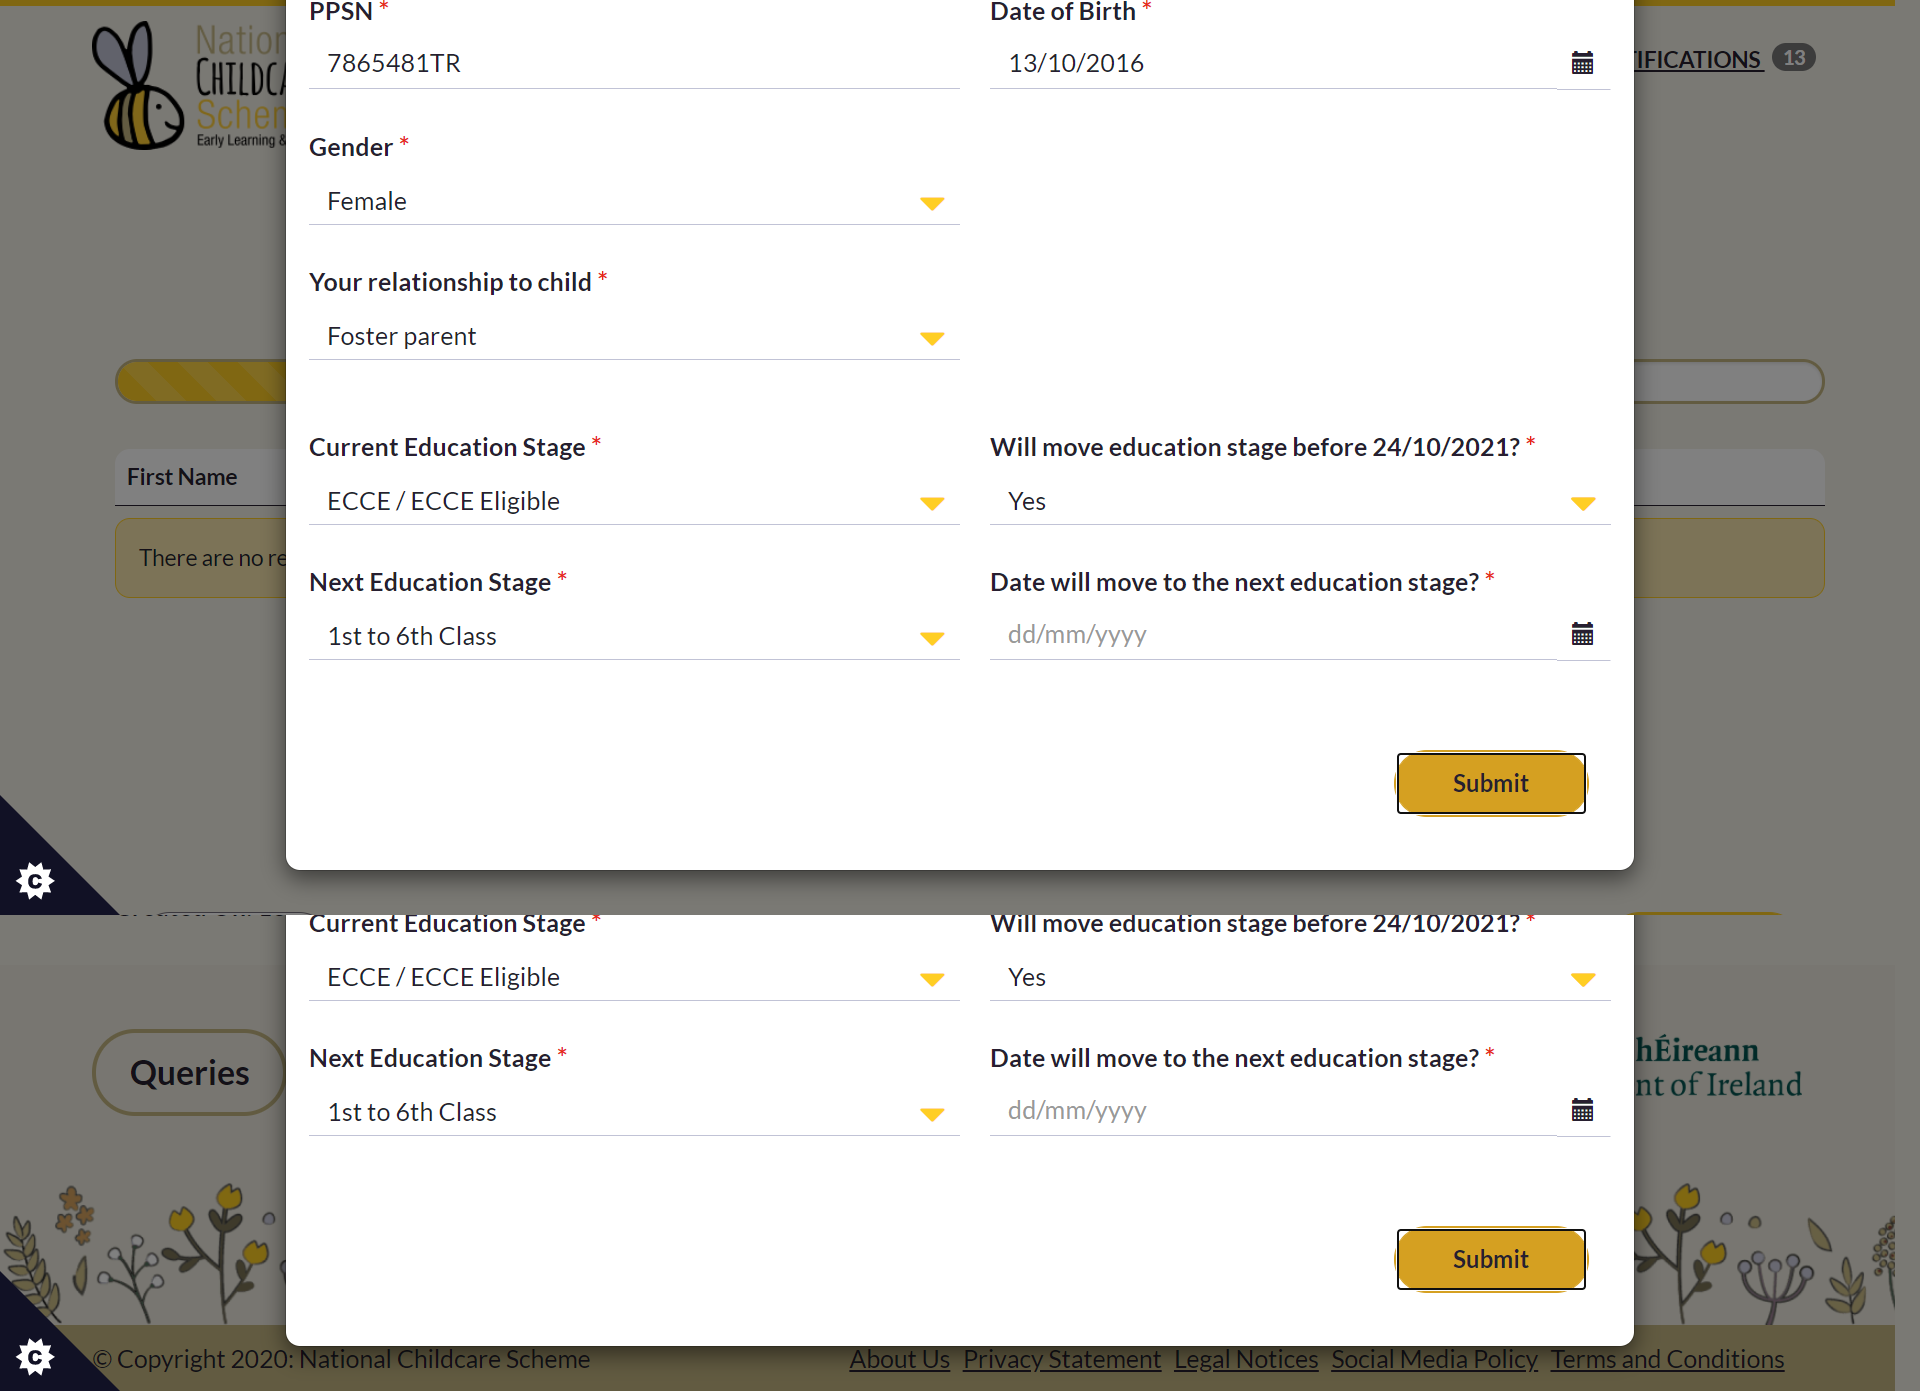 PPSN *
Date of Birth *
7865481TR
13/10/2016
Nation
CHILDCA
Schem
Early Learning &
TIFICATIONS 13
Gender *
Female
Your relationship to child *
Foster parent
Current Education Stage *
Will move education stage before 24/10/2021? *
First Name
ECCE / ECCE Eligible
Yes
There are no re
Next Education Stage *
Date will move to the next education stage? *
1st to 6th Class
dd/mm/yyyy
Submit
Current Education Stage *
Will move education stage before 24/10/2021? *
ECCE / ECCE Eligible
Yes
Queries
Next Education Stage *
Date will move to the next education stage? *
hÉireann
nt of Ireland
1st to 6th Class
dd/mm/yyyy
Submit
© Copyright 2020: National Childcare Scheme
About Us Privacy Statement Legal Notices Social Media Policy Terms and Conditions